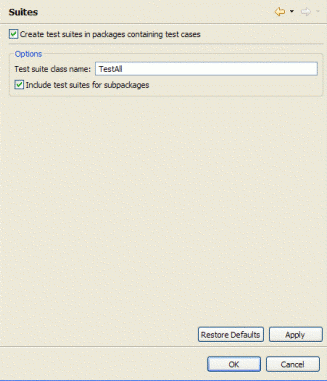 Suites
Create test suites in packages containing test cases
Options
Test suite class name: TestAll
Include test suites for subpackages
Restore Defaults Apply
OK Cancel